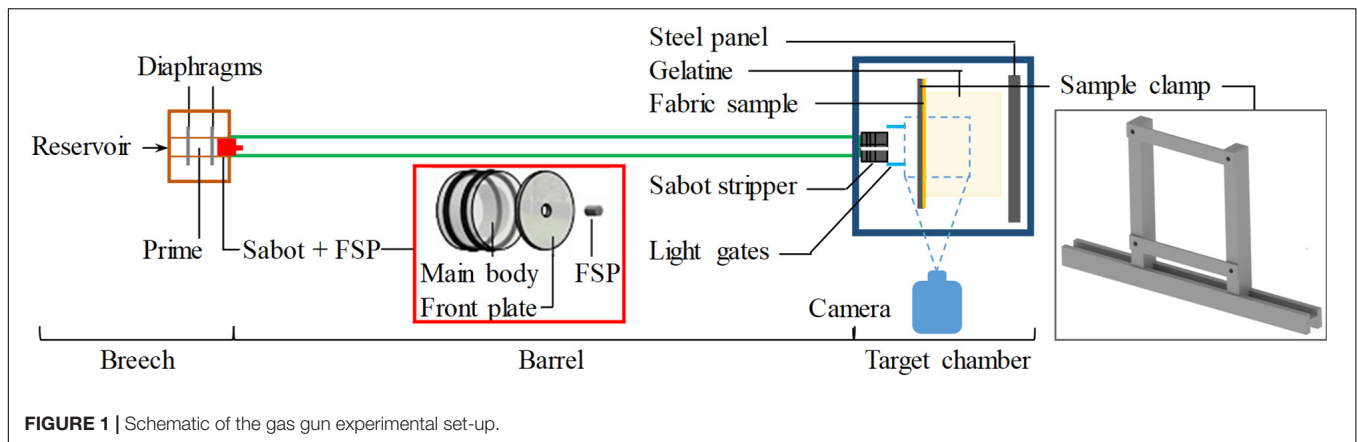 Diaphragms
Reservoir
Prime
Sabot + FSP
Main body
Front plate
FSP
Steel panel
Gelatine
Fabric sample
Sabot stripper
Light gates
Camera
Sample clamp
Breech
Barrel
Target chamber
FIGURE 1 | Schematic of the gas gun experimental set-up.